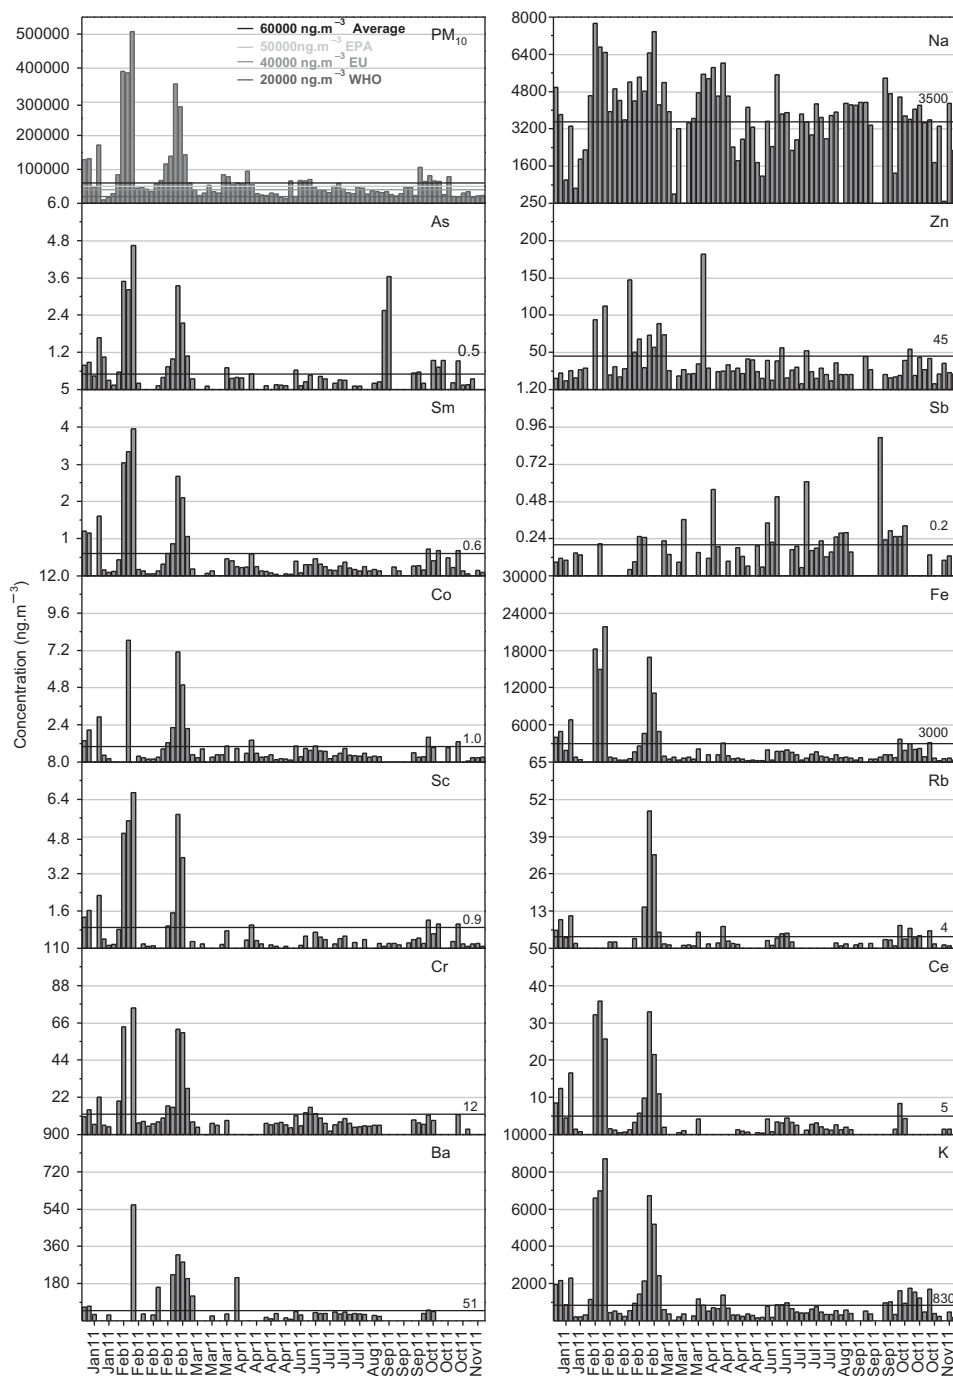 60000 ng.m−3 Average
50000ng.m−3 EPA
40000 ng.m−3 EU
20000 ng.m−3 WHO
PM10
500000
400000
300000
200000
100000
6.0
As
4.8
3.6
2.4
1.2
0.5
5
Sm
4
3
2
1
0.6
12.0
Co
9.6
7.2
4.8
2.4
1.0
8.0
Sc
6.4
4.8
3.2
1.6
0.9
110
Cr
88
66
44
22
12
900
Ba
720
540
360
180
51
Concentration (ng.m−3)
Jan11
Jan11
Feb11
Feb11
Feb11
Feb11
Mar11
Mar11
Apr11
Apr11
Apr11
Jun11
Jun11
Jul11
Jul11
Aug11
Sep11
Sep11
Oct11
Oct11
Nov11
8000
Na
6400
4800
3500
3200
1600
250
Zn
200
150
100
50
45
1.20
Sb
0.96
0.72
0.48
0.24
0.2
30000
Fe
24000
18000
12000
6000
3000
65
Rb
52
39
26
13
4
50
Ce
40
30
20
10
5
10000
K
8000
6000
4000
2000
830
Jan11
Jan11
Feb11
Feb11
Feb11
Feb11
Mar11
Mar11
Apr11
Apr11
Apr11
Jun11
Jun11
Jul11
Jul11
Aug11
Sep11
Sep11
Oct11
Oct11
Nov11